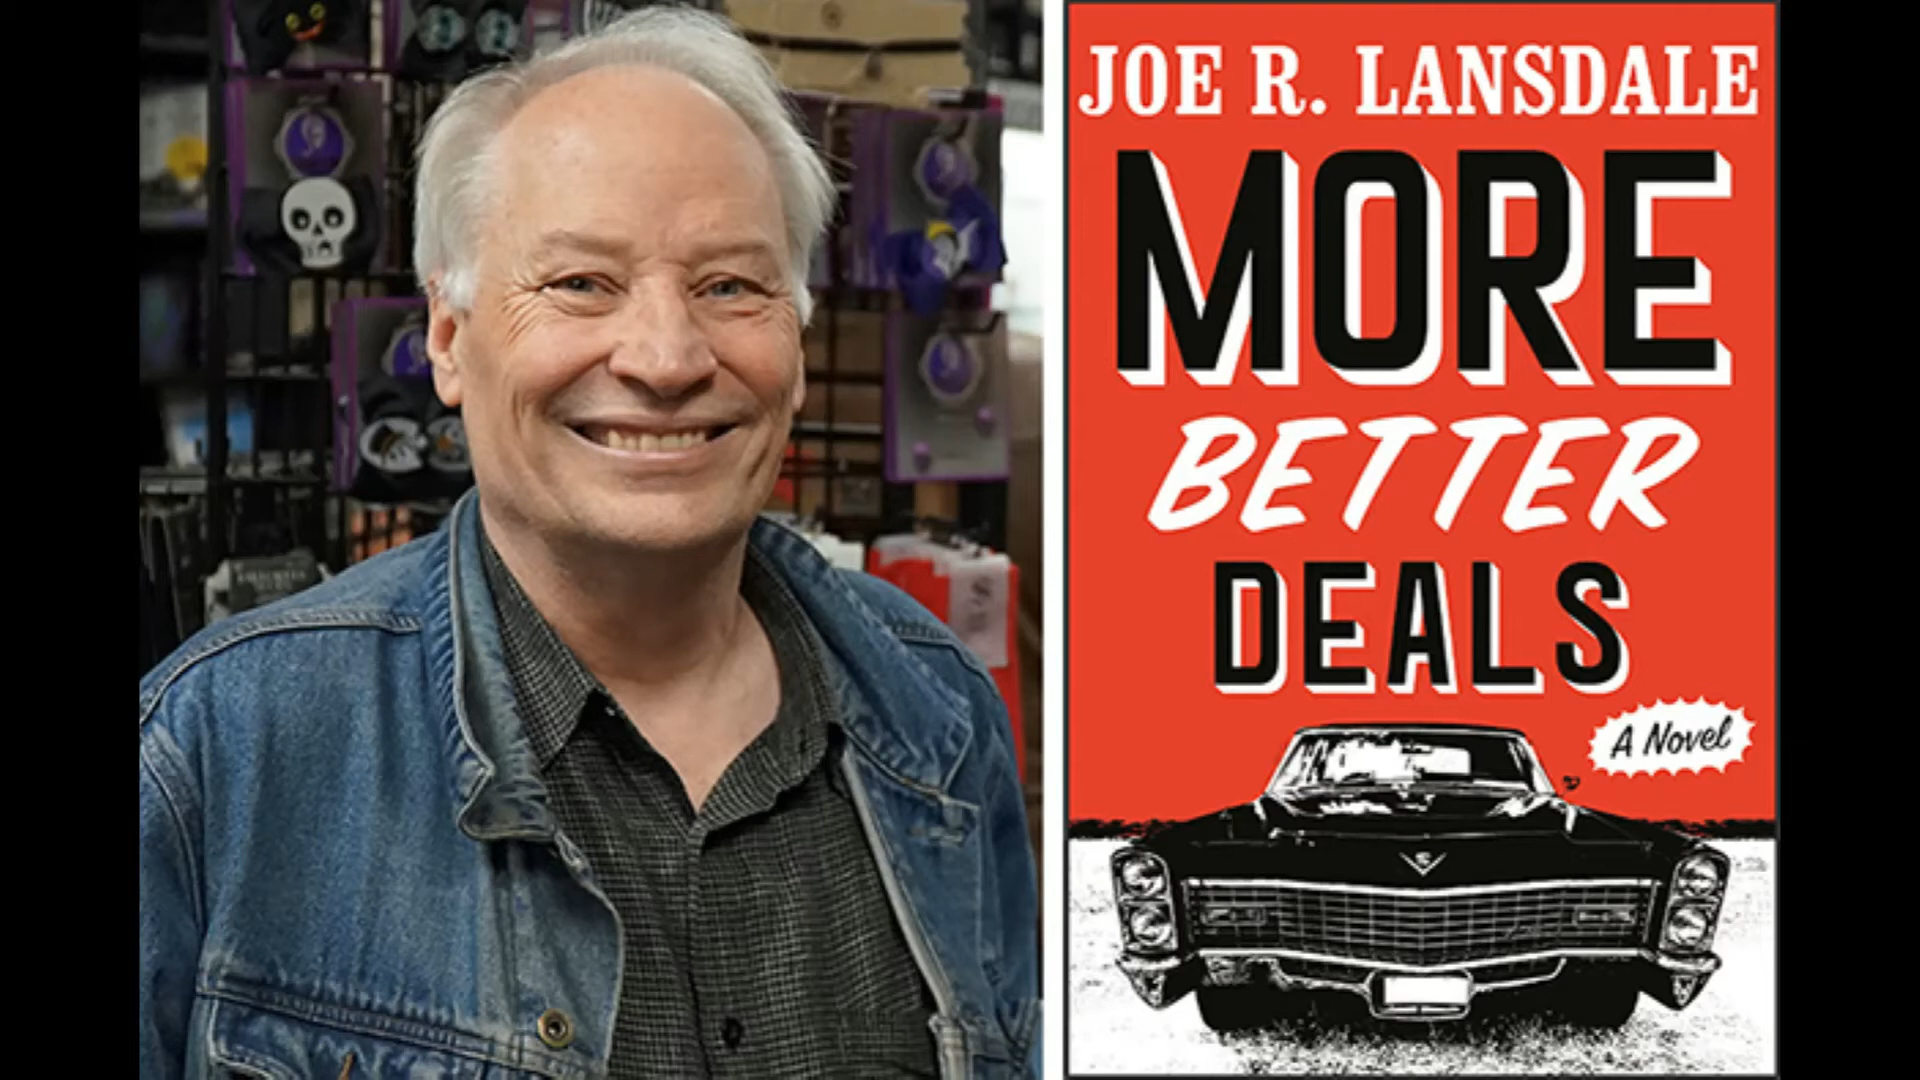 JOE R. LANSDALE
MORE
BETTER
DEALS
A Novel